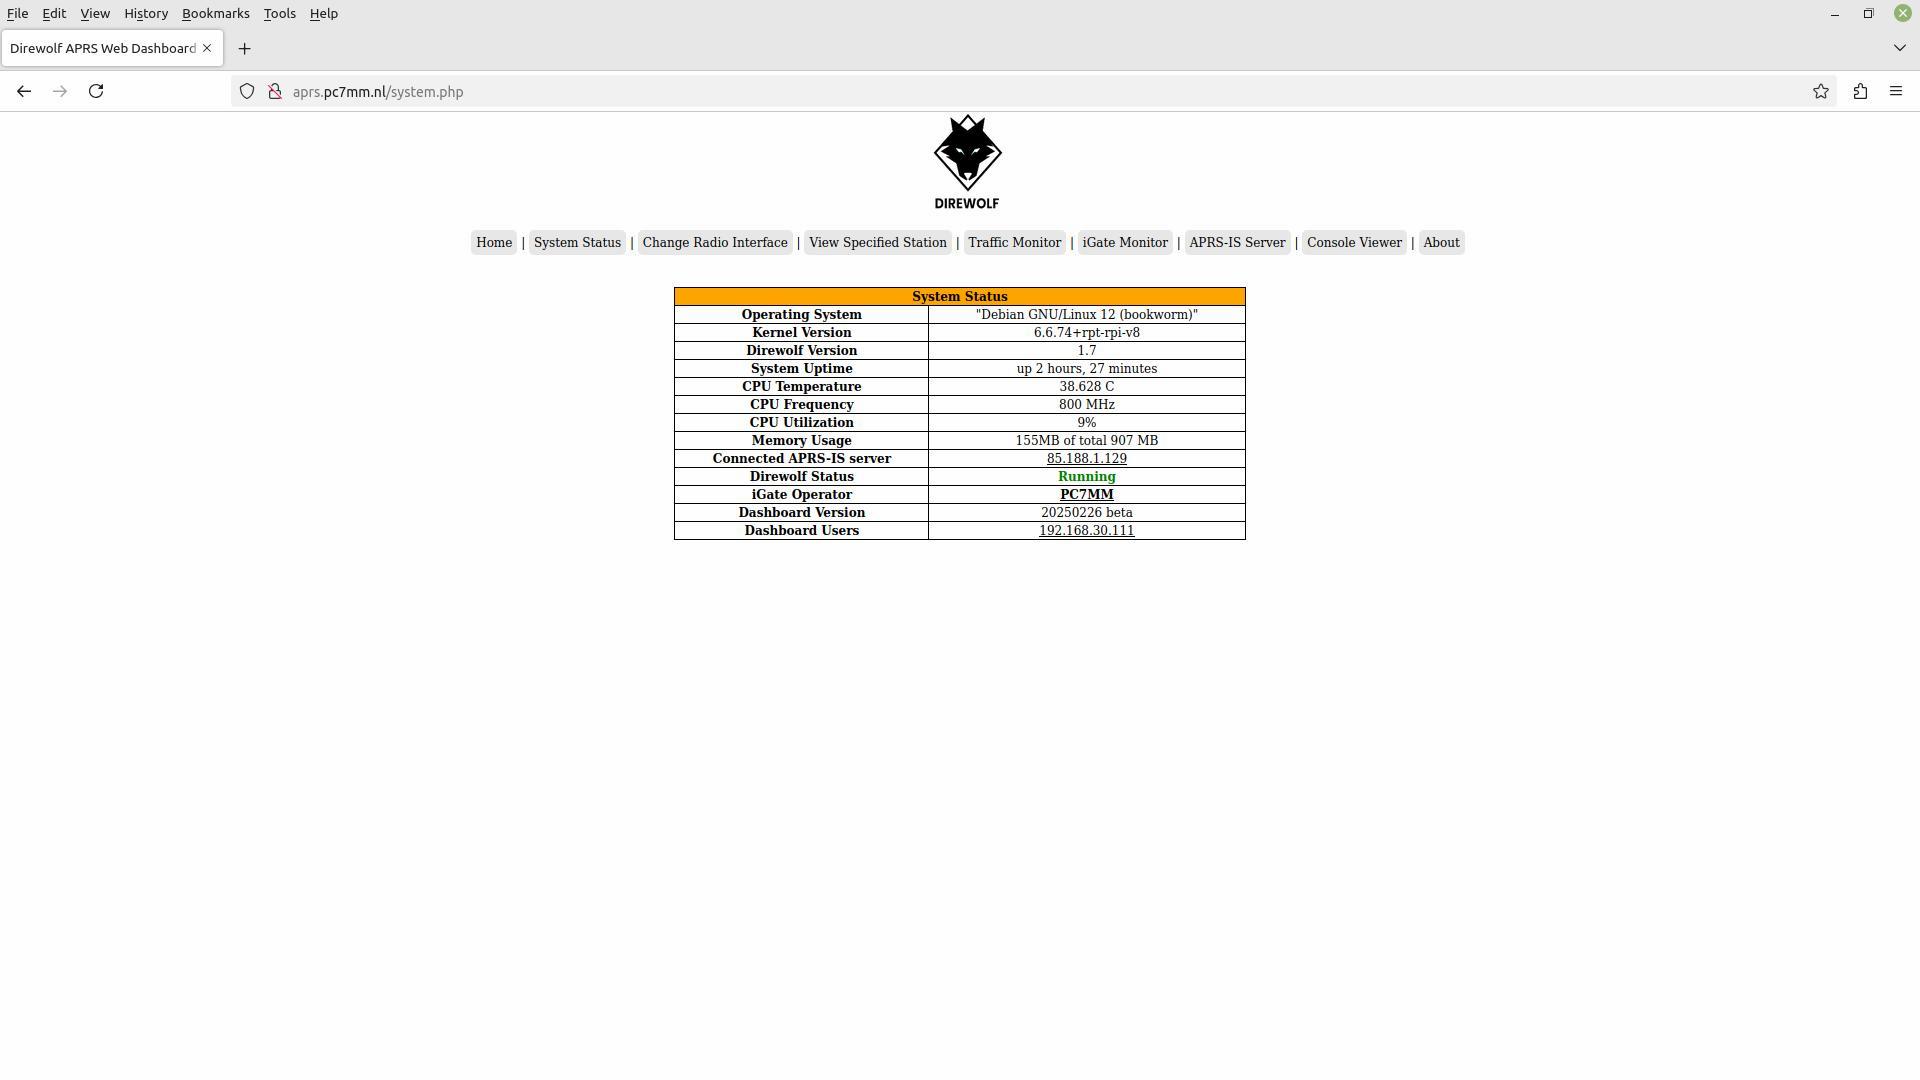 File Edit View History Bookmarks Tools Help
Direwolf APRS Web Dashboard
aprs.pc7mm.nl/system.php
DIREWOLF
Home | System Status | Change Radio Interface | View Specified Station | Traffic Monitor | iGate Monitor | APRS-IS Server | Console Viewer | About
System Status
Operating System "Debian GNU/Linux 12 (bookworm)"
Kernel Version 6.6.74+rpt-rpi-v8
Direwolf Version 1.7
System Uptime up 2 hours, 27 minutes
CPU Temperature 38.628 C
CPU Frequency 800 MHz
CPU Utilization 9%
Memory Usage 155MB of total 907 MB
Connected APRS-IS server 85.188.1.129
Direwolf Status Running
iGate Operator PC7MM
Dashboard Version 20250226 beta
Dashboard Users 192.168.30.111